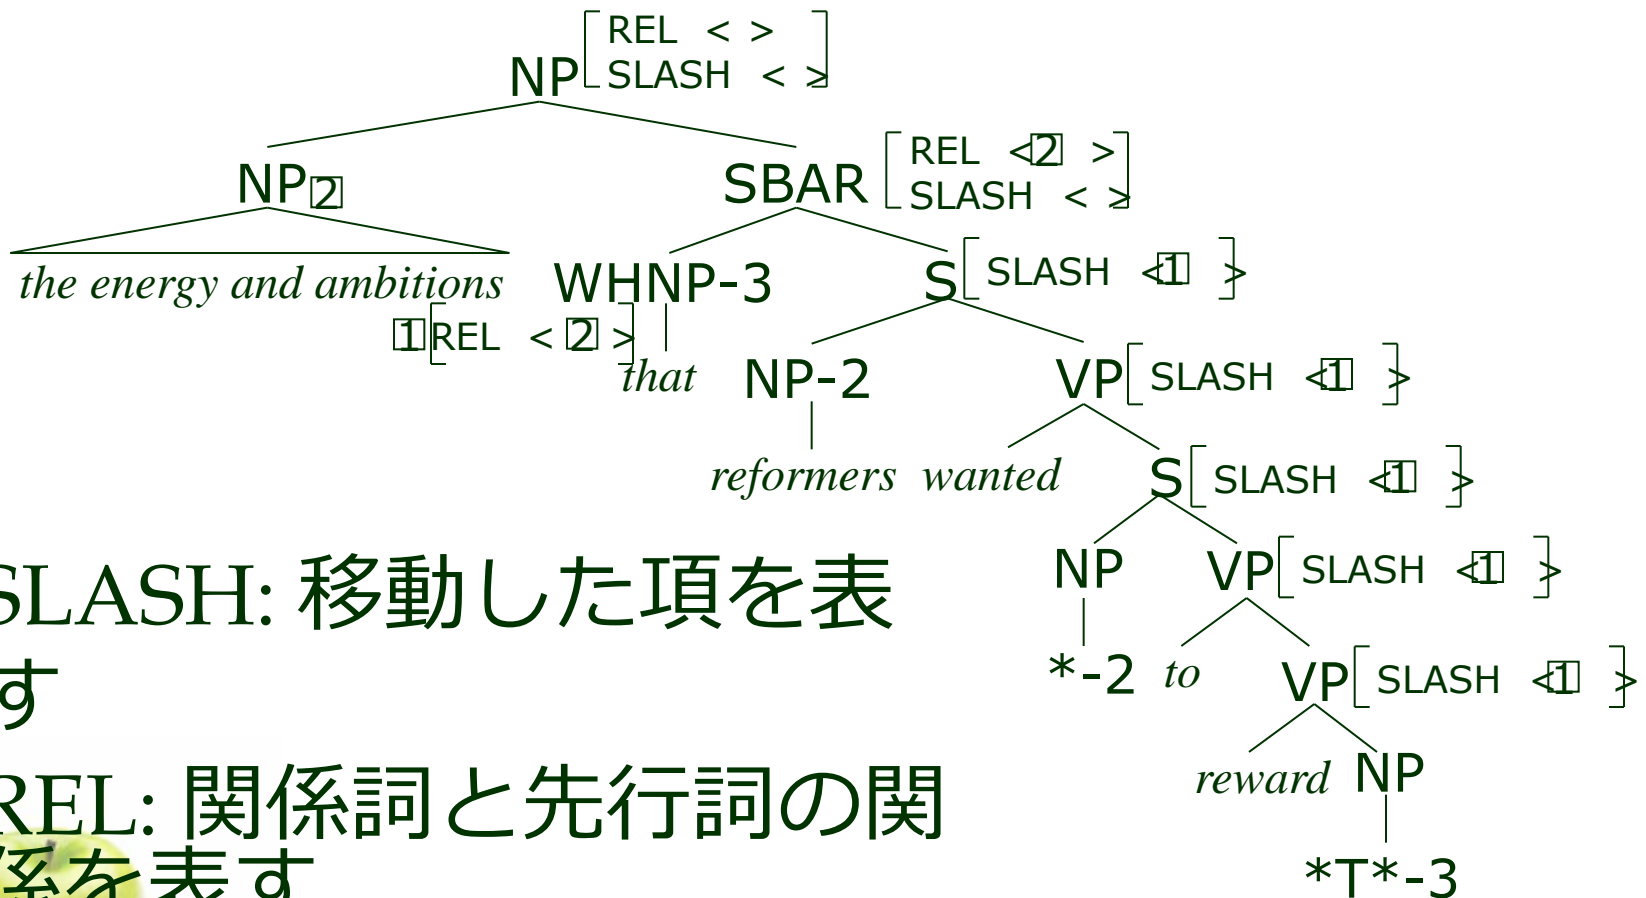 REL < >
NP SLASH < >
REL <2 >
NP2 SBAR SLASH < >
the energy and ambitions WHNP-3 S SLASH <1 >
1 REL < 2 >
that NP-2 VP SLASH <1 >
reformers wanted S SLASH <1 >
NP VP SLASH <1 >
SLASH: 移動した項を表
す
*-2 to VP SLASH <1 >
reward NP
REL: 関係詞と先行詞の関
係を表す
*T*-3